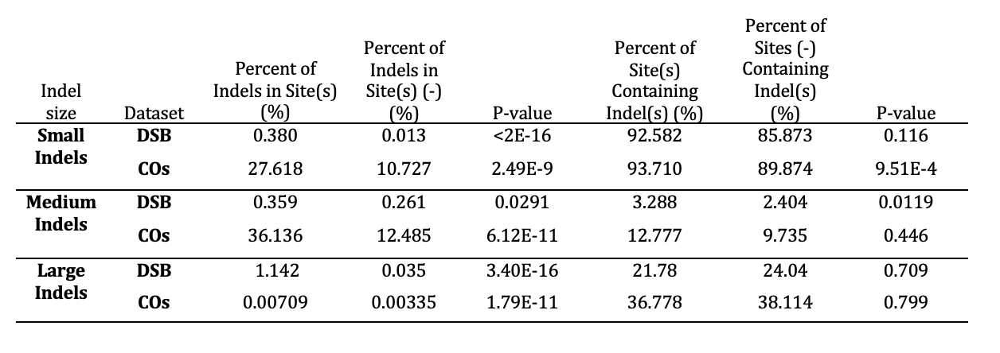 Indel size | Dataset | Percent of Indels in Site(s) (%) | Percent of Indels in Site(s) (-) (%) | P-value | Percent of Site(s) Containing Indel(s) (%) | Percent of Sites (-) Containing Indel(s) (%) | P-value
Small Indels | DSB | 0.380 | 0.013 | <2E-16 | 92.582 | 85.873 | 0.116
COs | 27.618 | 10.727 | 2.49E-9 | 93.710 | 89.874 | 9.51E-4
Medium Indels | DSB | 0.359 | 0.261 | 0.0291 | 3.288 | 2.404 | 0.0119
COs | 36.136 | 12.485 | 6.12E-11 | 12.777 | 9.735 | 0.446
Large Indels | DSB | 1.142 | 0.035 | 3.40E-16 | 21.78 | 24.04 | 0.709
COs | 0.00709 | 0.00335 | 1.79E-11 | 36.778 | 38.114 | 0.799